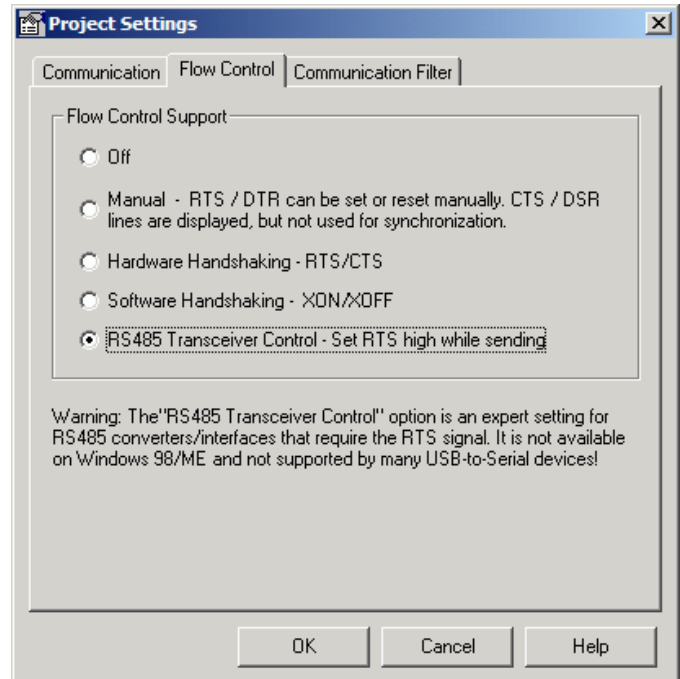 Project Settings
Communication
Flow Control
Communication Filter
Flow Control Support
Off
Manual - RTS / DTR can be set or reset manually. CTS / DSR
lines are displayed, but not used for synchronization.
Hardware Handshaking - RTS/CTS
Software Handshaking - XON/XOFF
RS485 Transceiver Control - Set RTS high while sending
Warning: The"RS485 Transceiver Control" option is an expert setting for
RS485 converters/interfaces that require the RTS signal. It is not available
on Windows 98/ME and not supported by many USB-to-Serial devices!
OK
Cancel
Help